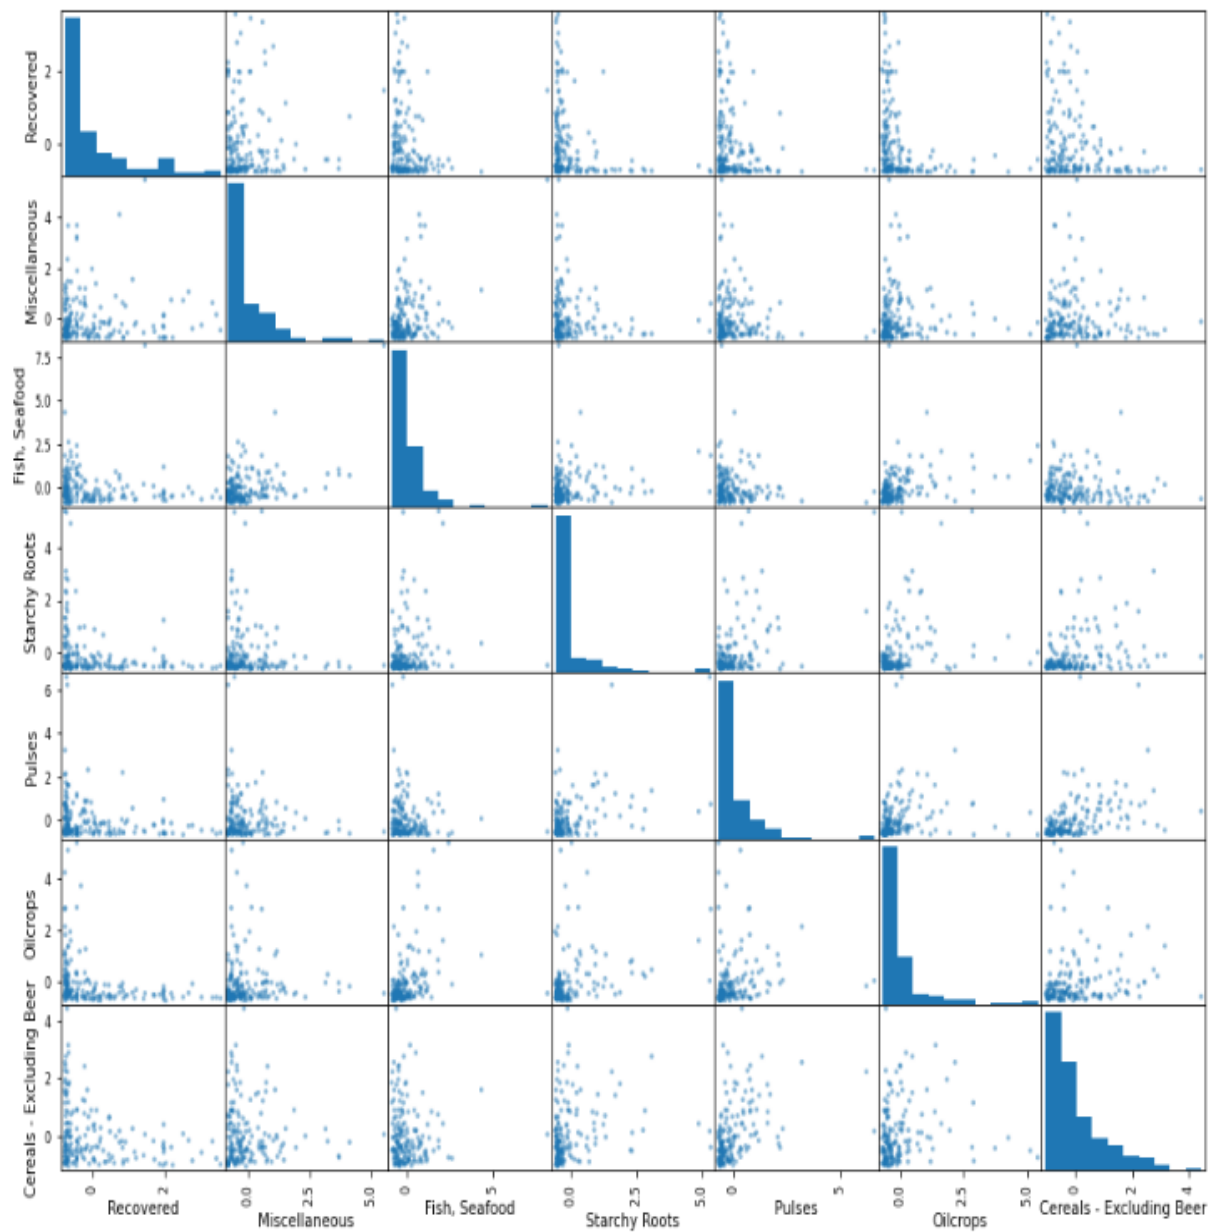 Recovered
2
0
Miscellaneous
4
2
0
Fish, Seafood
7.5
5.0
2.5
0.0
Starchy Roots
4
2
0
Pulses
6
4
2
0
Oilcrops
4
2
0
Cereals - Excluding Beer
4
2
0
0 2 0.0 2.5 5.0 0 5 0.0 2.5 5.0 0 5 0.0 2.5 5.0 0 2 4
Recovered Miscellaneous Fish, Seafood Starchy Roots Pulses Oilcrops Cereals - Excluding Beer